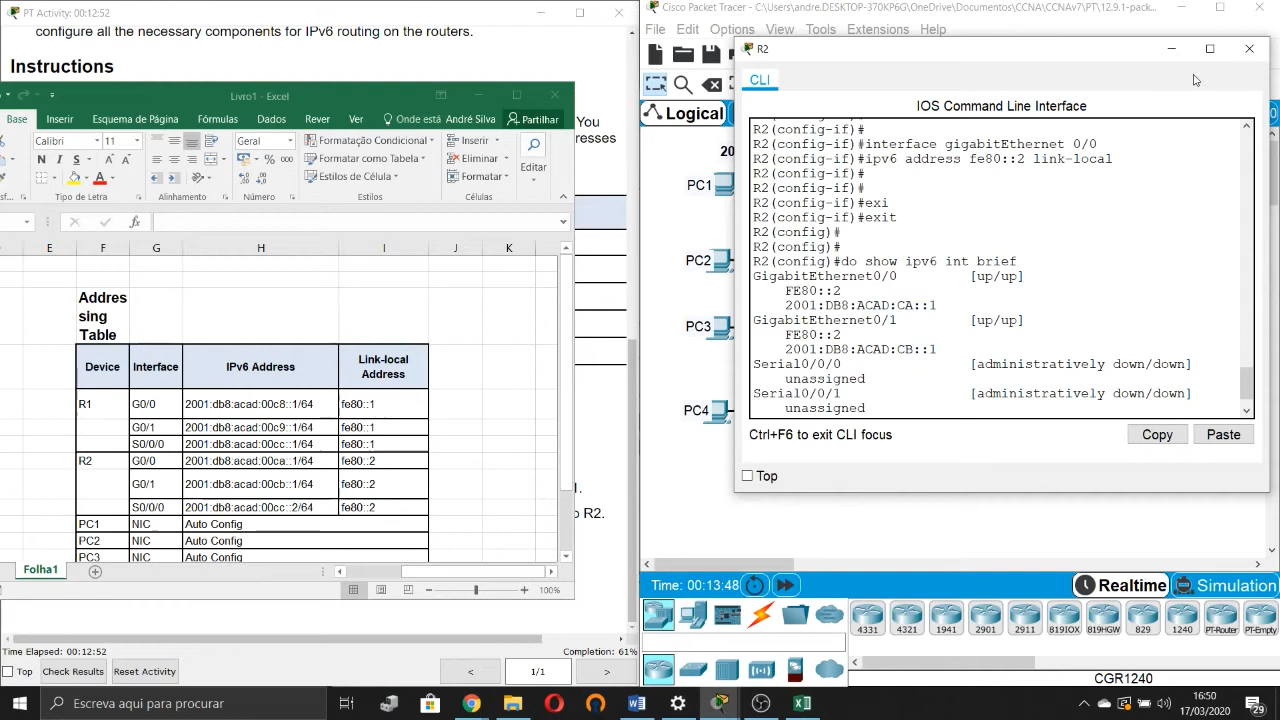 PT Activity: 00:12:52
configure all the necessary components for IPv6 routing on the routers.
Instructions
You
resses
Livro1 - Excel
Base Inserir Esquema de Página Fórmulas Dados Rever Ver Onde está André Silva Partilhar
Calibri 11 Geral Formatação Condicional Inserir
N I S Formatar como Tabela Eliminar Editar
A Estilos de Célula Formatar
Alinhamento Número Estilos Células
fx
E F G H I J K
Addres
sing
Table
Device Interface IPv6 Address Link-local Address
R1 G0/0 2001:db8:acad:00c8::1/64 fe80::1
G0/1 2001:db8:acad:00c9::1/64 fe80::1
S0/0/0 2001:db8:acad:00cc::1/64 fe80::1
R2 G0/0 2001:db8:acad:00ca::1/64 fe80::2
G0/1 2001:db8:acad:00cb::1/64 fe80::2
S0/0/0 2001:db8:acad:00cc::2/64 fe80::2
PC1 NIC Auto Config
PC2 NIC Auto Config
PC3 NIC Auto Config
1.
o R2.
Folha1
100%
Time Elapsed: 00:12:52 Completion: 61%
Top Check Results Reset Activity < 1/1 >
Cisco Packet Tracer - C:\Users\andre.DESKTOP-370KP6G\OneDrive\Documentos\CCNA\CCNAv7\PT\12.9.1-pack...
File Edit Options View Tools Extensions Help
Logical
20
PC1
PC2
PC3
PC4
R2
CLI
IOS Command Line Interface
R2(config-if)#
R2(config-if)#interface gigabitEthernet 0/0
R2(config-if)#ipv6 address fe80::2 link-local
R2(config-if)#
R2(config-if)#
R2(config-if)#exi
R2(config-if)#exit
R2(config)#
R2(config)#
R2(config)#do show ipv6 int brief
GigabitEthernet0/0 [up/up]
FE80::2
2001:DB8:ACAD:CA::1
GigabitEthernet0/1 [up/up]
FE80::2
2001:DB8:ACAD:CB::1
Serial0/0/0 [administratively down/down]
unassigned
Serial0/0/1 [administratively down/down]
unassigned
Ctrl+F6 to exit CLI focus Copy Paste
Top
Time: 00:13:48 Realtime Simulation
4331 4321 1941 2901 2911 819IOX 819HGW 829 1240 PT-Router PT-Empty
CGR1240
Escreva aqui para procurar
16:50
17/03/2020
29